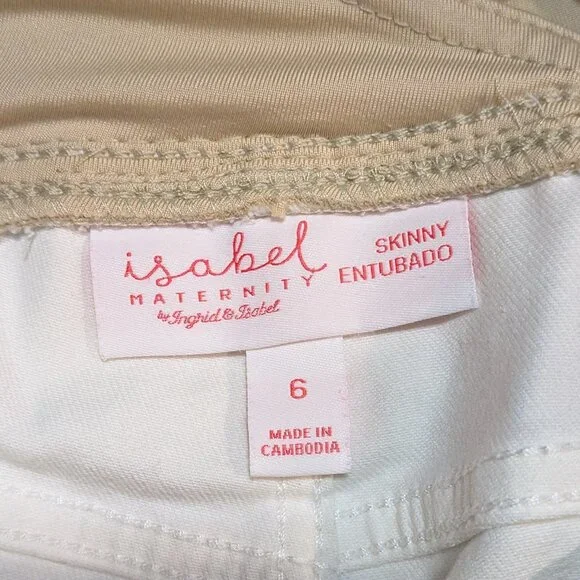 isabel
MATERNITY
by Ingrid & Isabel
SKINNY
ENTUBADO
6
MADE IN
CAMBODIA